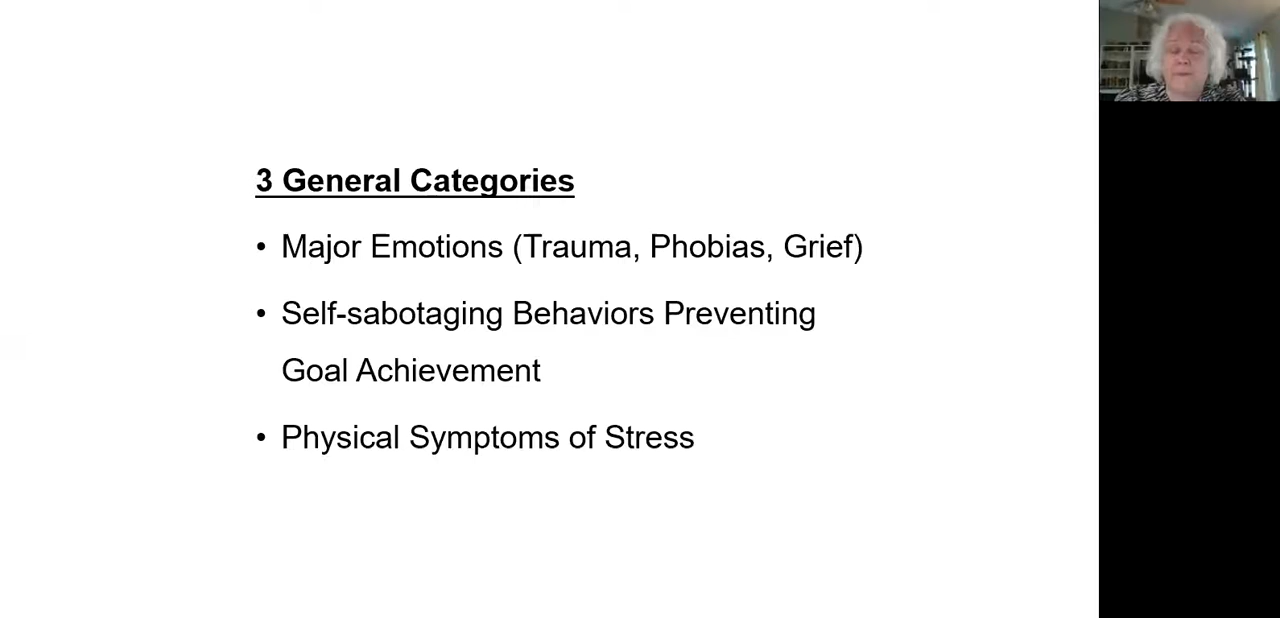 3 General Categories
• Major Emotions (Trauma, Phobias, Grief)
• Self-sabotaging Behaviors Preventing
Goal Achievement
• Physical Symptoms of Stress